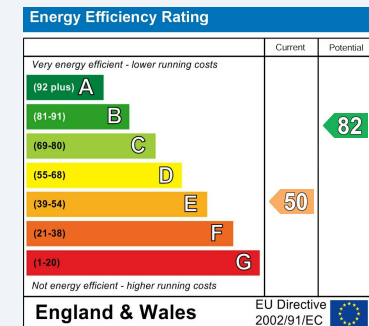 Energy Efficiency Rating
Current Potential
Very energy efficient - lower running costs
(92 plus) A
(81-91) B
82
(69-80) C
(55-68) D
(39-54) E
50
(21-38) F
(1-20) G
Not energy efficient - higher running costs
England & Wales
EU Directive
2002/91/EC